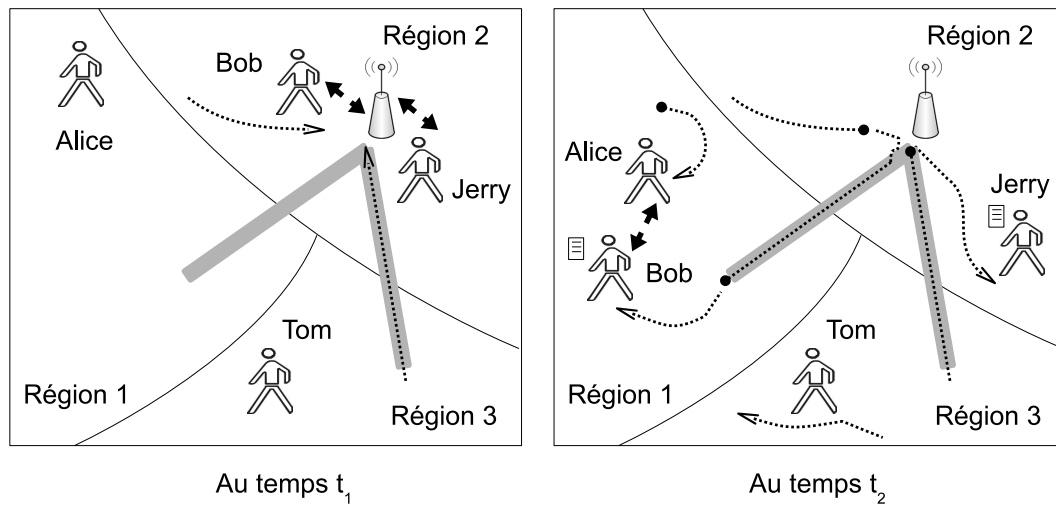 Région 2
Bob
Alice
Jerry
Tom
Région 1
Région 3
Au temps t1
Région 2
Alice
Jerry
Bob
Tom
Région 1
Région 3
Au temps t2